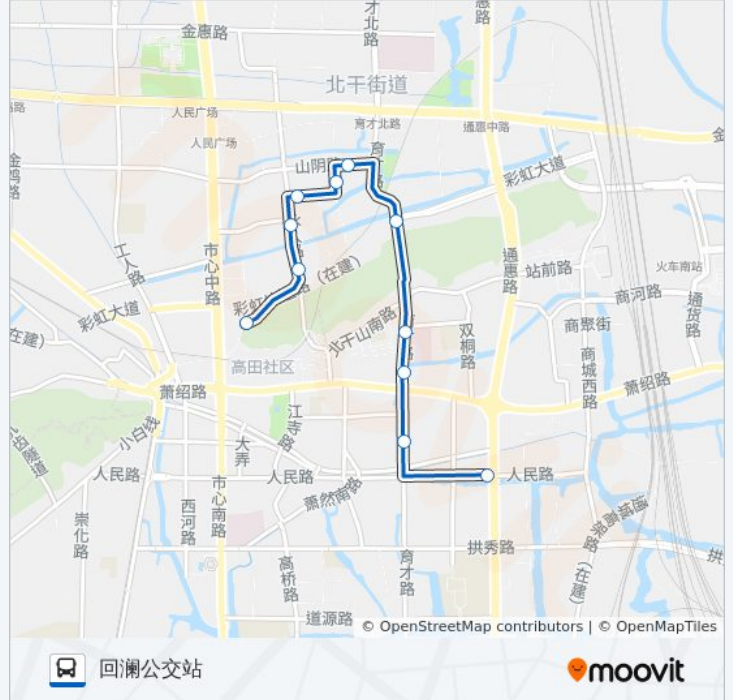 金惠路
北干街道
人民广场
育才北路
通惠中路
人民广场
山阴路
彩虹大道
金鸡路
工人路
市心中路
通惠路
站前路
火车南站
（在建）
商河路
通货路
彩虹大道
北干山南路
双桐路
商聚街
在建）
高田社区
商城西路
萧绍路
萧绍路
小白线
江寺路
大弄
人民路
人民路
人民路
萧然南路
市心南路
西河路
崇化路
拱秀路
育才路
高桥路
（在建）
道源路
© OpenStreetMap contributors | © OpenMapTiles
回澜公交站
moovit